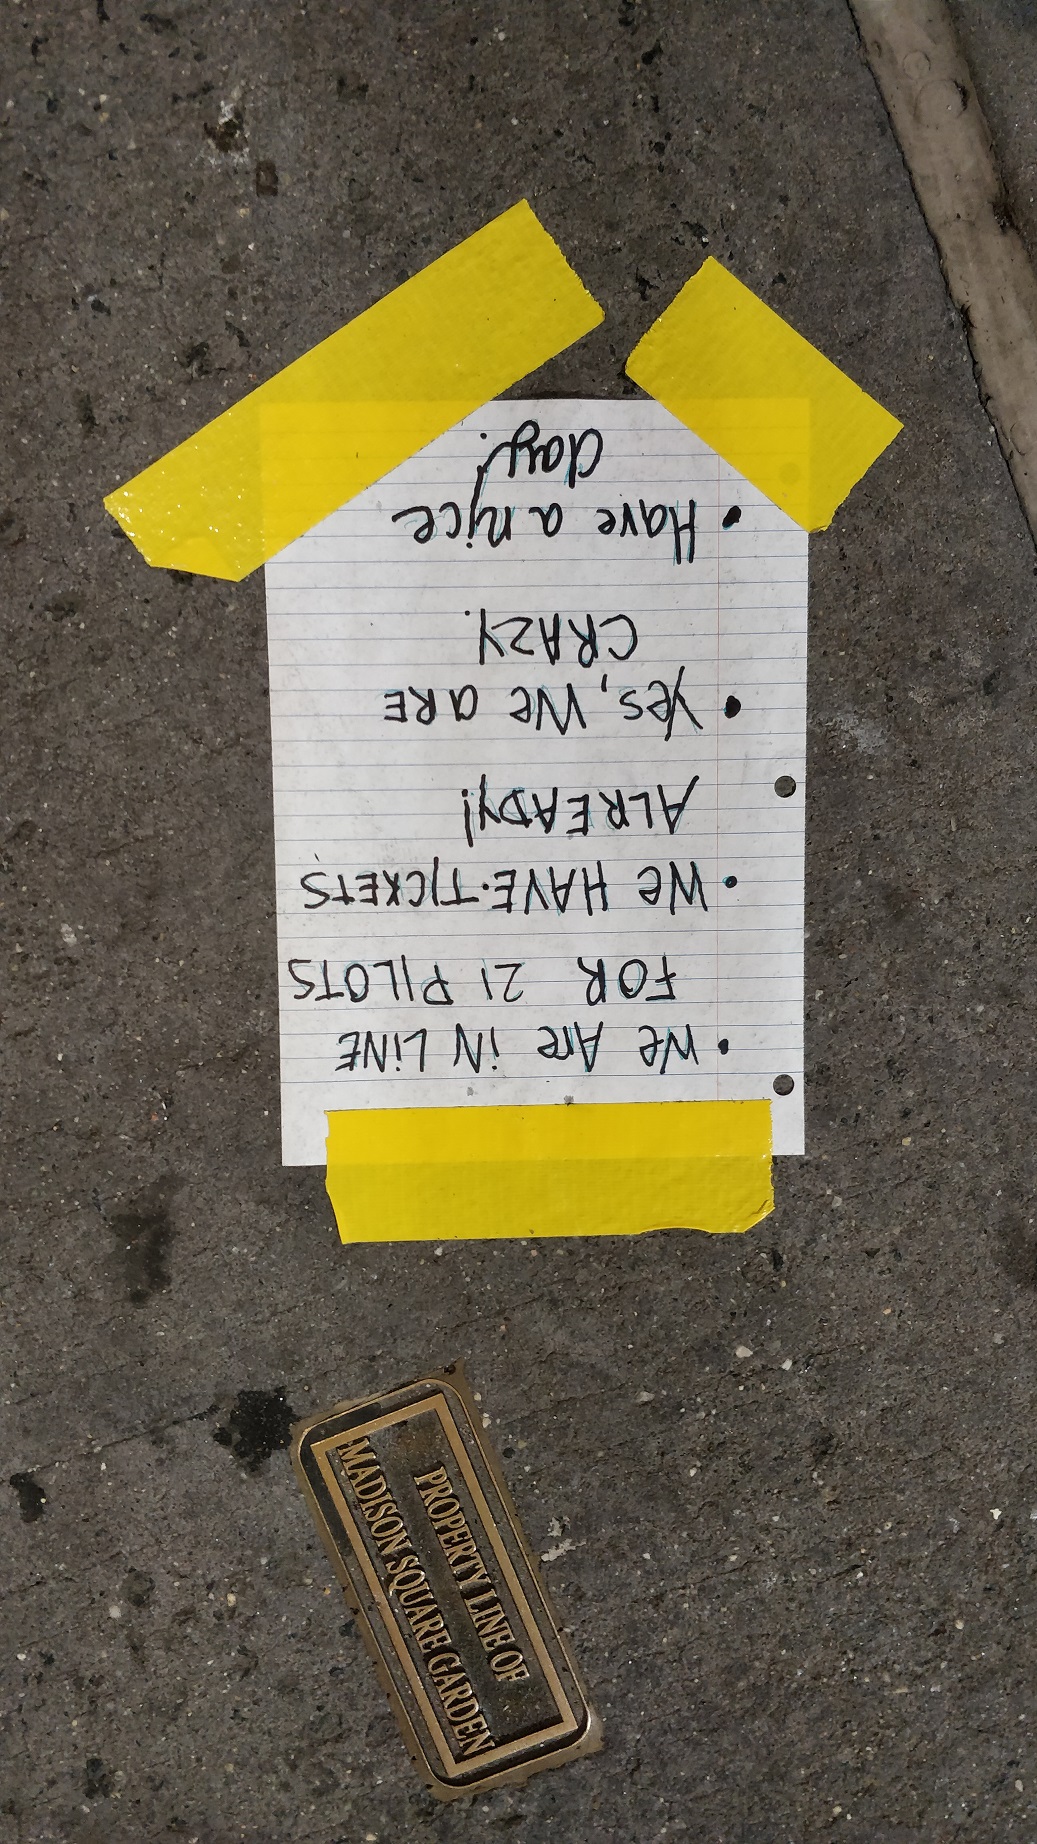 • We Are iN LiNE
FOR 21 PILOTS
• We HAVE TICKETS
ALREADY!
• Yes, We aRE
CRAZY.
• Have a nice
day!
PROPERTY LINE OF
MADISON SQUARE GARDEN